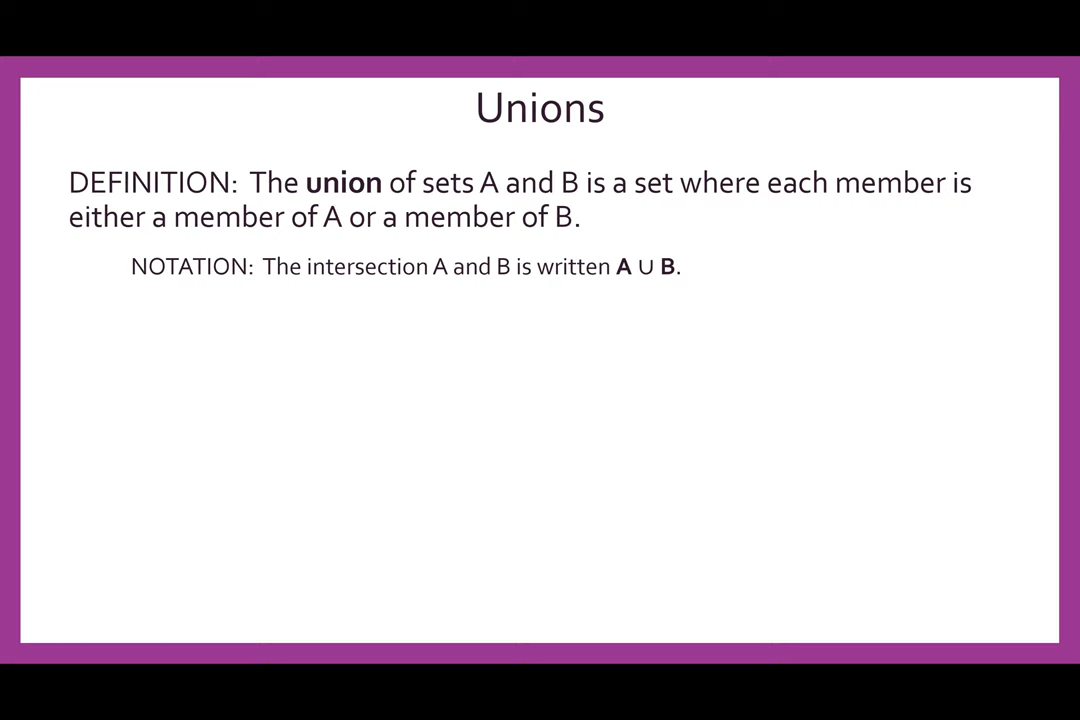 Unions
DEFINITION: The union of sets A and B is a set where each member is
either a member of A or a member of B.
NOTATION: The intersection A and B is written A ∪ B.